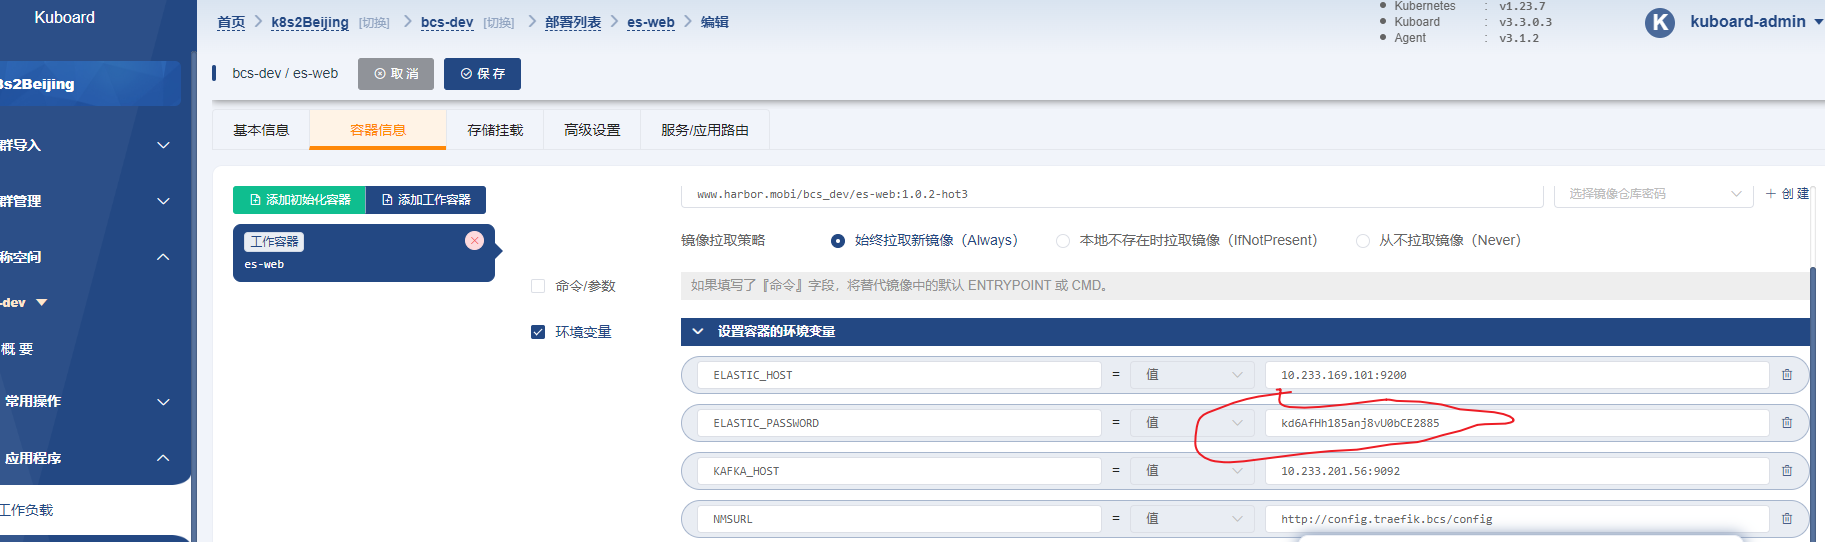 Kuboard
首页 > k8s2Beijing [切换] > bcs-dev [切换] > 部署列表 > es-web > 编辑
Kubernetes : v1.23.7
Kuboard : v3.3.0.3
Agent : v3.1.2
K kuboard-admin
bcs-dev / es-web 取 消 保 存
8s2Beijing
基本信息 容器信息 存储挂载 高级设置 服务/应用路由
群导入
群管理
称空间
-dev
概 要
常用操作
应用程序
工作负载
添加初始化容器 添加工作容器
工作容器
es-web
www.harbor.mobi/bcs_dev/es-web:1.0.2-hot3 选择镜像仓库密码 + 创 建
镜像拉取策略 始终拉取新镜像（Always） 本地不存在时拉取镜像（IfNotPresent） 从不拉取镜像（Never）
命令/参数 如果填写了『命令』字段，将替代镜像中的默认 ENTRYPOINT 或 CMD。
环境变量 设置容器的环境变量
ELASTIC_HOST = 值 10.233.169.101:9200
ELASTIC_PASSWORD = 值 kd6AfHh185anj8vU0bCE2885
KAFKA_HOST = 值 10.233.201.56:9092
NMSURL = 值 http://config.traefik.bcs/config